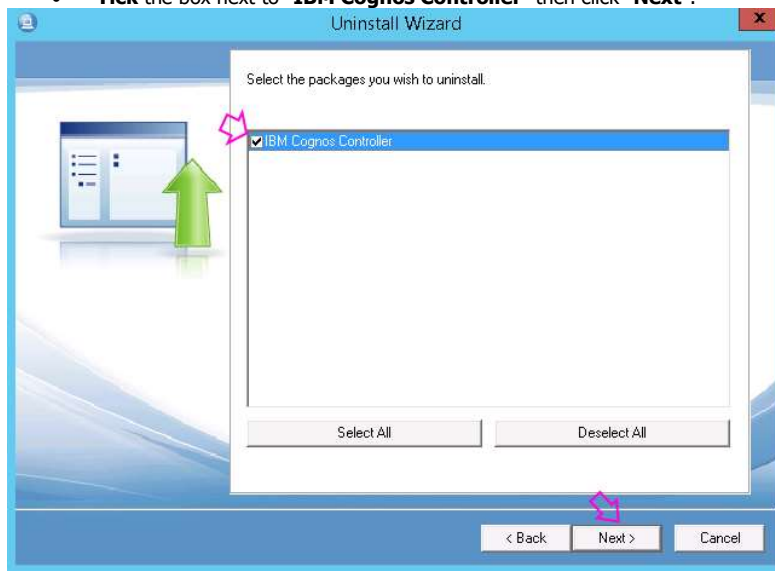 • Tick the box next to "IBM Cognos Controller" then click "Next":
Uninstall Wizard
x
Select the packages you wish to uninstall.
IBM Cognos Controller
Select All
Deselect All
< Back
Next >
Cancel